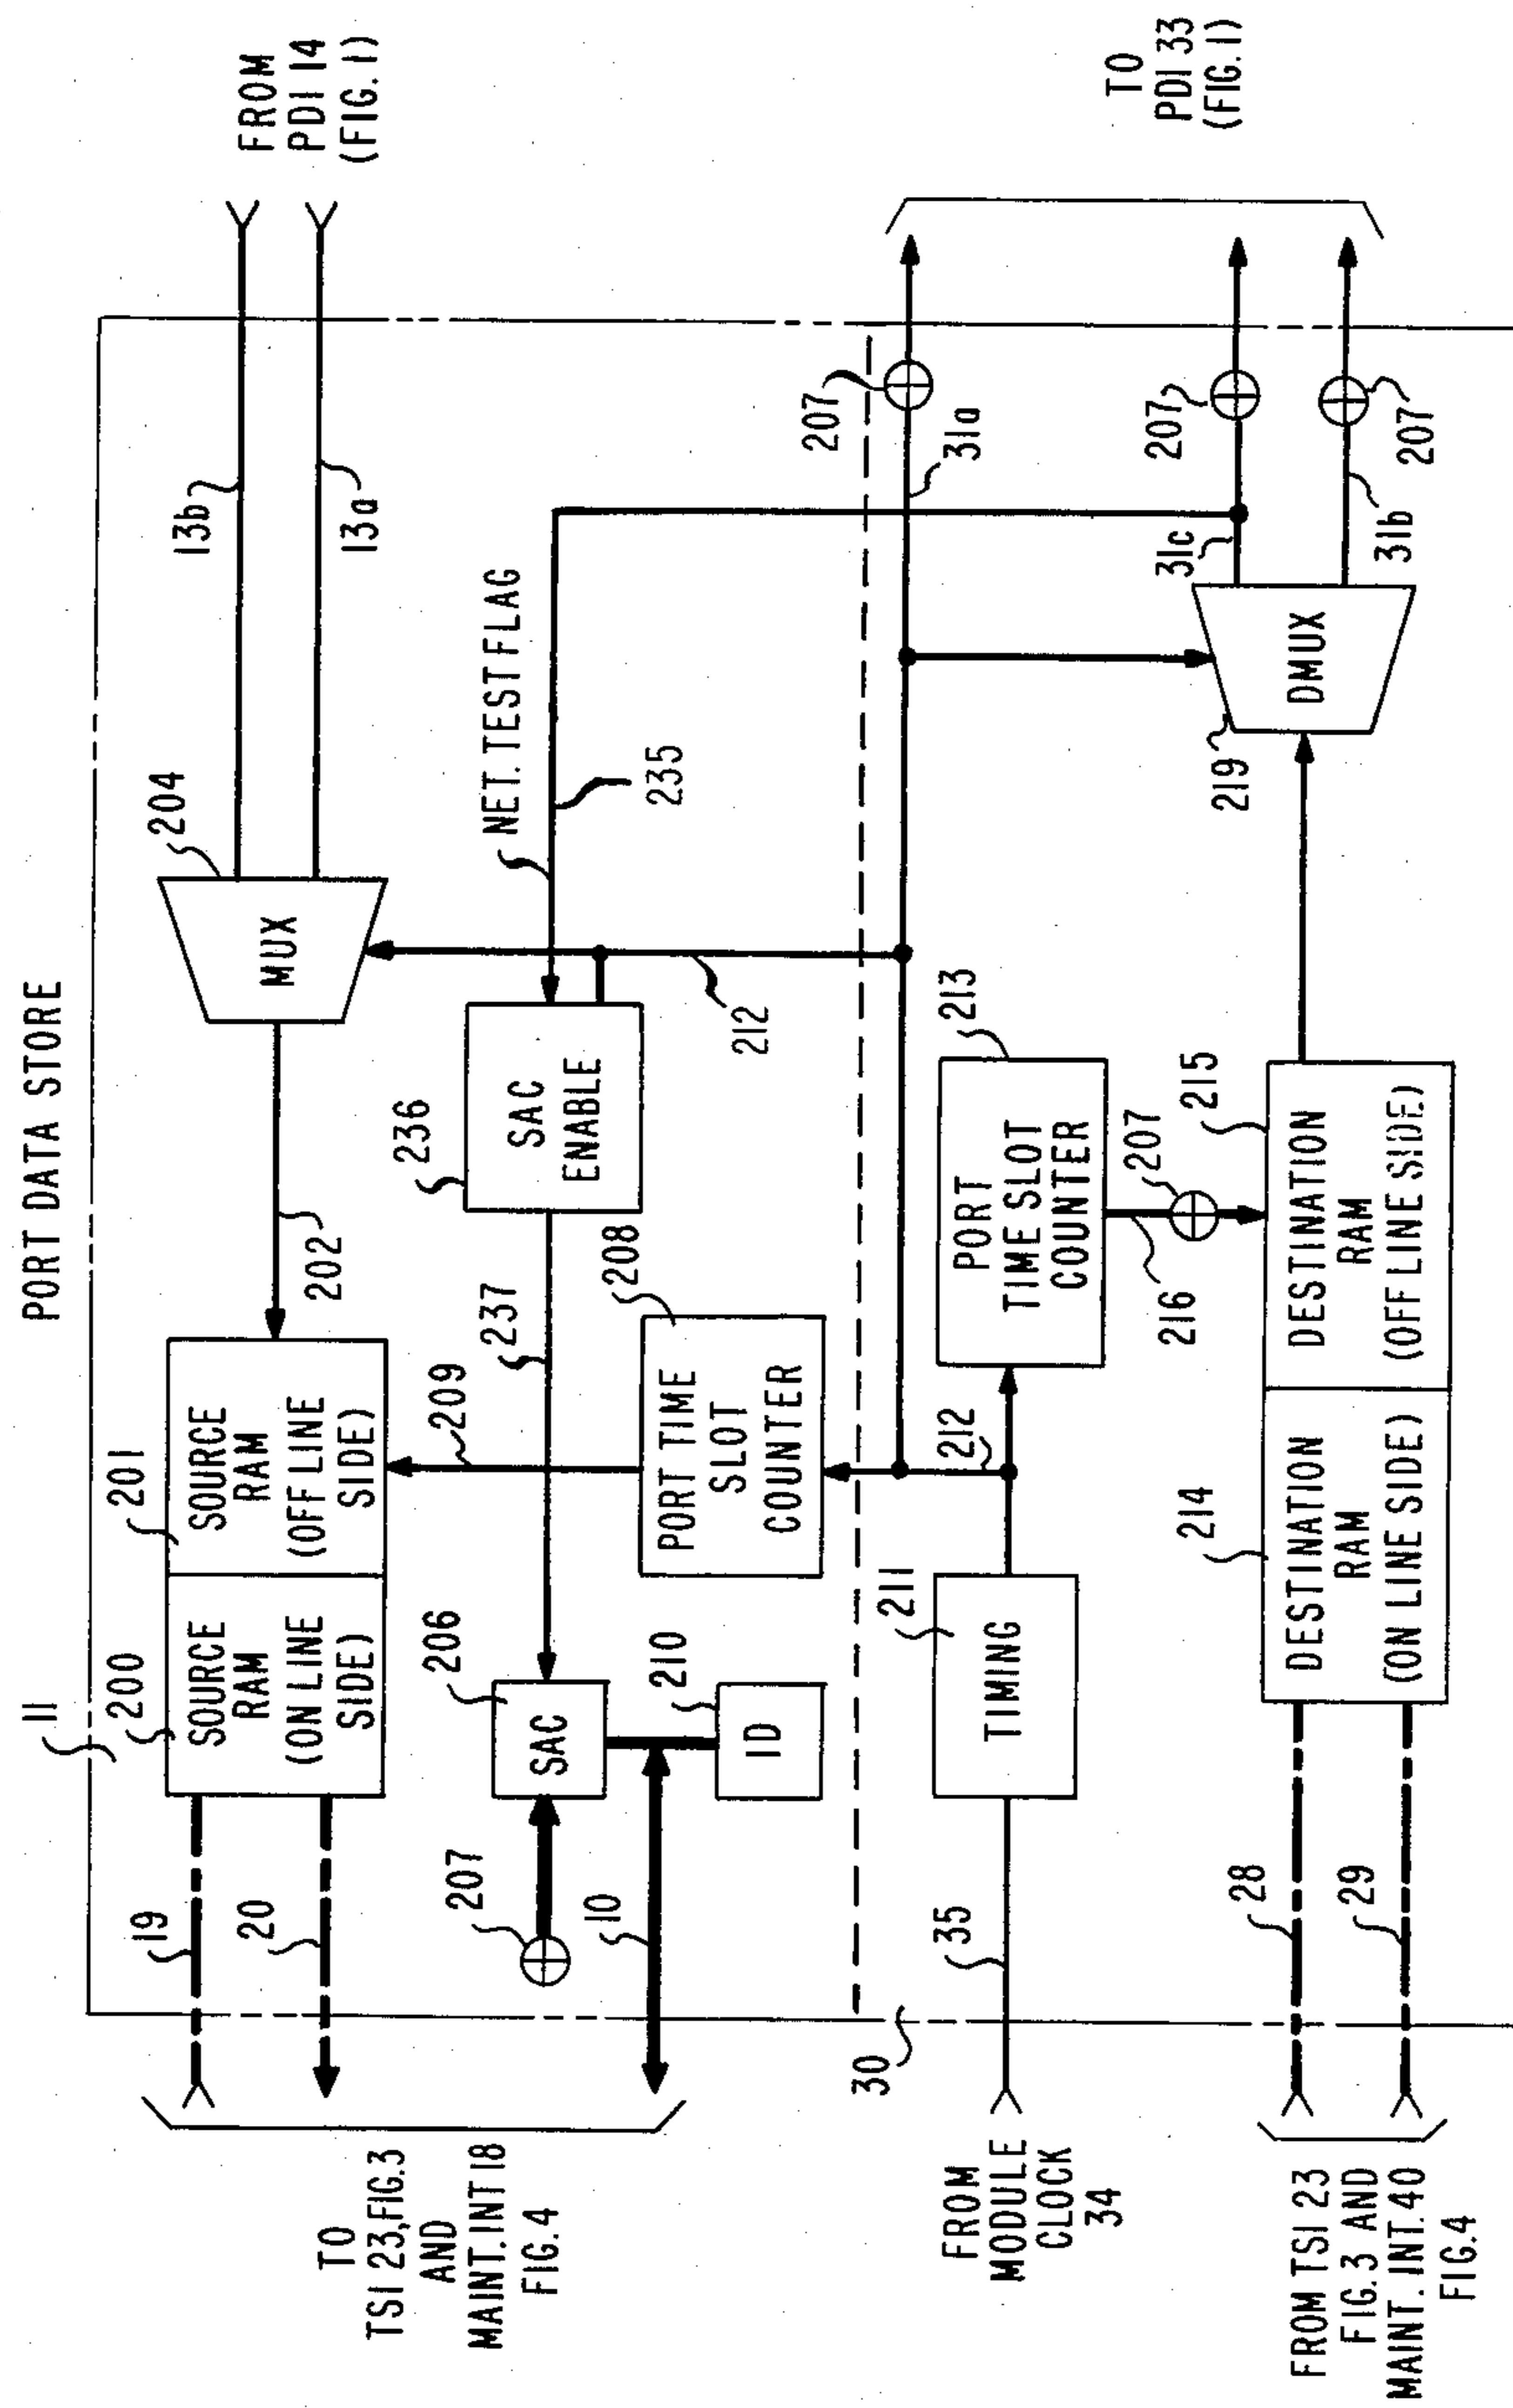 PORT DATA STORE
11
200
201
SOURCE
RAM
(ON LINE
SIDE)
SOURCE
RAM
(OFF LINE
SIDE)
202
204
MUX
13b
13a
FROM
PDI 14
(FIG. 1)
19
20
TO
TSI 23,FIG.3
AND
MAINT.INT 18
FIG.4
209
237
236
SAC
ENABLE
NET. TEST FLAG
235
206
SAC
207
10
210
ID
208
PORT TIME
SLOT
COUNTER
212
207
31a
30
211
TIMING
35
FROM
MODULE
CLOCK
34
212
213
PORT
TIME SLOT
COUNTER
216
207
215
214
DESTINATION
RAM
(ON LINE SIDE)
DESTINATION
RAM
(OFF LINE SIDE)
219
DMUX
31c
207
31b
207
TO
PDI 33
(FIG.1)
28
29
FROM TSI 23
FIG.3 AND
MAINT. INT.40
FIG.4